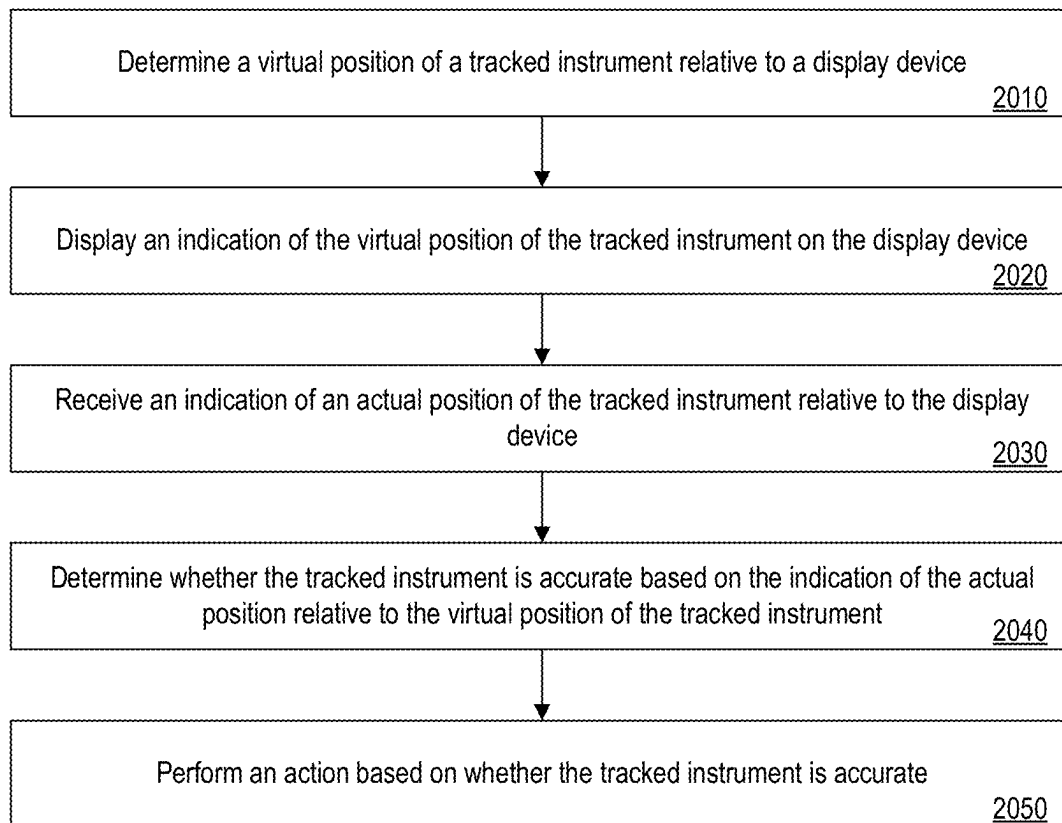 Determine a virtual position of a tracked instrument relative to a display device
2010
Display an indication of the virtual position of the tracked instrument on the display device
2020
Receive an indication of an actual position of the tracked instrument relative to the display
device
2030
Determine whether the tracked instrument is accurate based on the indication of the actual
position relative to the virtual position of the tracked instrument
2040
Perform an action based on whether the tracked instrument is accurate
2050